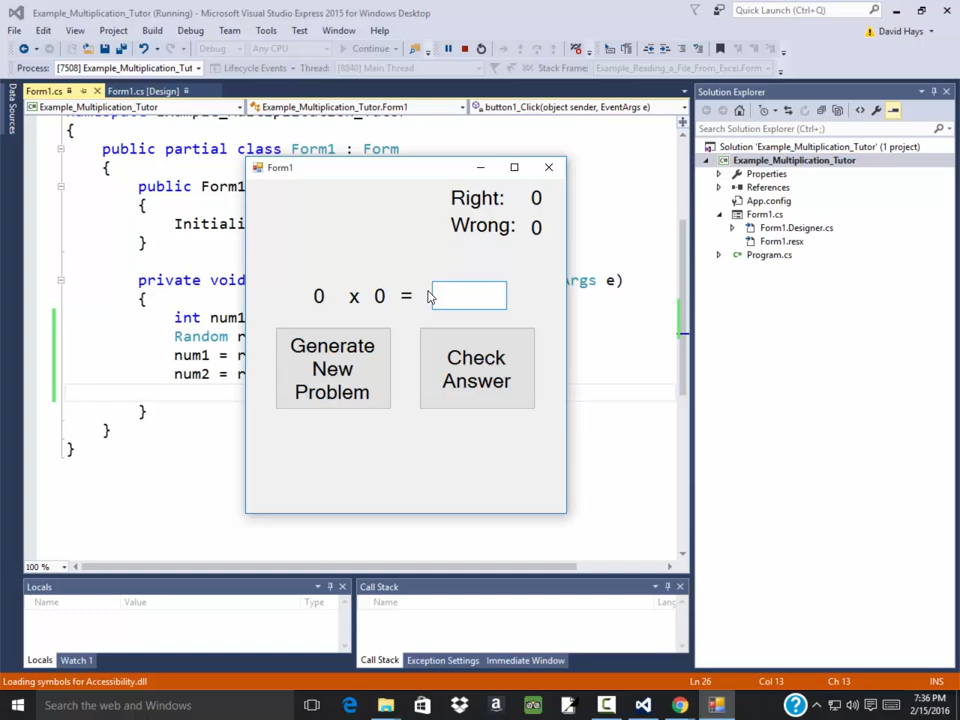 Example_Multiplication_Tutor (Running) - Microsoft Visual Studio Express 2015 for Windows Desktop
Quick Launch (Ctrl+Q)
File Edit View Project Build Debug Team Tools Test Window Help
David Hays
Debug Any CPU Continue
Process: [7508] Example_Multiplication_Tut Lifecycle Events Thread: [8840] Main Thread Stack Frame: Example_Reading_a_File_From_Excel.Form
Data Sources
Form1.cs Form1.cs [Design]
Solution Explorer
Example_Multiplication_Tutor Example_Multiplication_Tutor.Form1 button1_Click(object sender, EventArgs e)
Search Solution Explorer (Ctrl+;)
{
public partial class Form1 : Form
{
public Form1
{
Initiali
}
private void Args e)
{
int num1
Random r
num1 = r
num2 = r
}
}
}
Form1
Right: 0
Wrong: 0
0 x 0 =
Generate New Problem
Check Answer
Solution 'Example_Multiplication_Tutor' (1 project)
Example_Multiplication_Tutor
Properties
References
App.config
Form1.cs
Form1.Designer.cs
Form1.resx
Program.cs
100 %
Locals
Name Value Type
Locals Watch 1
Call Stack
Name Lang
Call Stack Exception Settings Immediate Window
Loading symbols for Accessibility.dll
Ln 26 Col 13 Ch 13 INS
Search the web and Windows
7:36 PM
2/15/2016